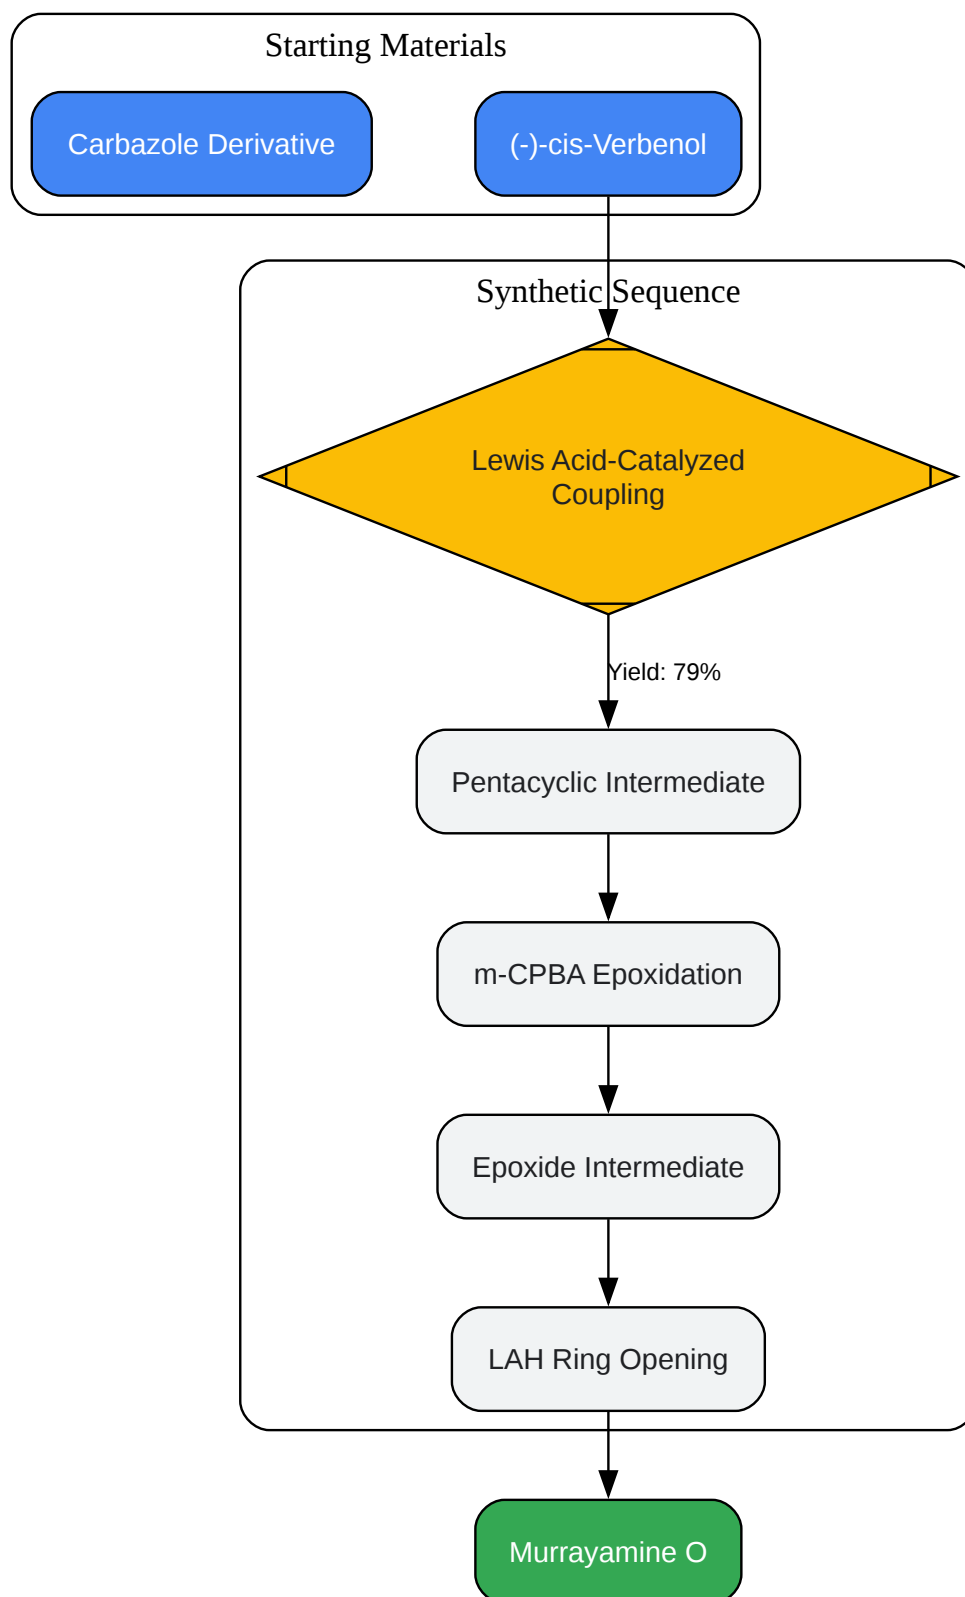 Starting Materials
Carbazole Derivative
(-)-cis-Verbenol
Synthetic Sequence
Lewis Acid-Catalyzed
Coupling
Yield: 79%
Pentacyclic Intermediate
m-CPBA Epoxidation
Epoxide Intermediate
LAH Ring Opening
Murrayamine O